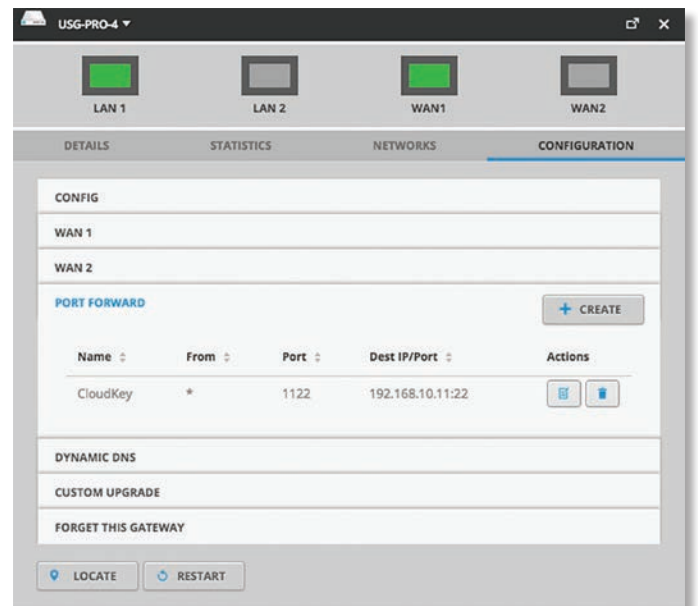 USG-PRO-4
LAN 1 LAN 2 WAN1 WAN2
DETAILS STATISTICS NETWORKS CONFIGURATION
CONFIG
WAN 1
WAN 2
PORT FORWARD + CREATE
Name From Port Dest IP/Port Actions
CloudKey * 1122 192.168.10.11:22
DYNAMIC DNS
CUSTOM UPGRADE
FORGET THIS GATEWAY
LOCATE RESTART